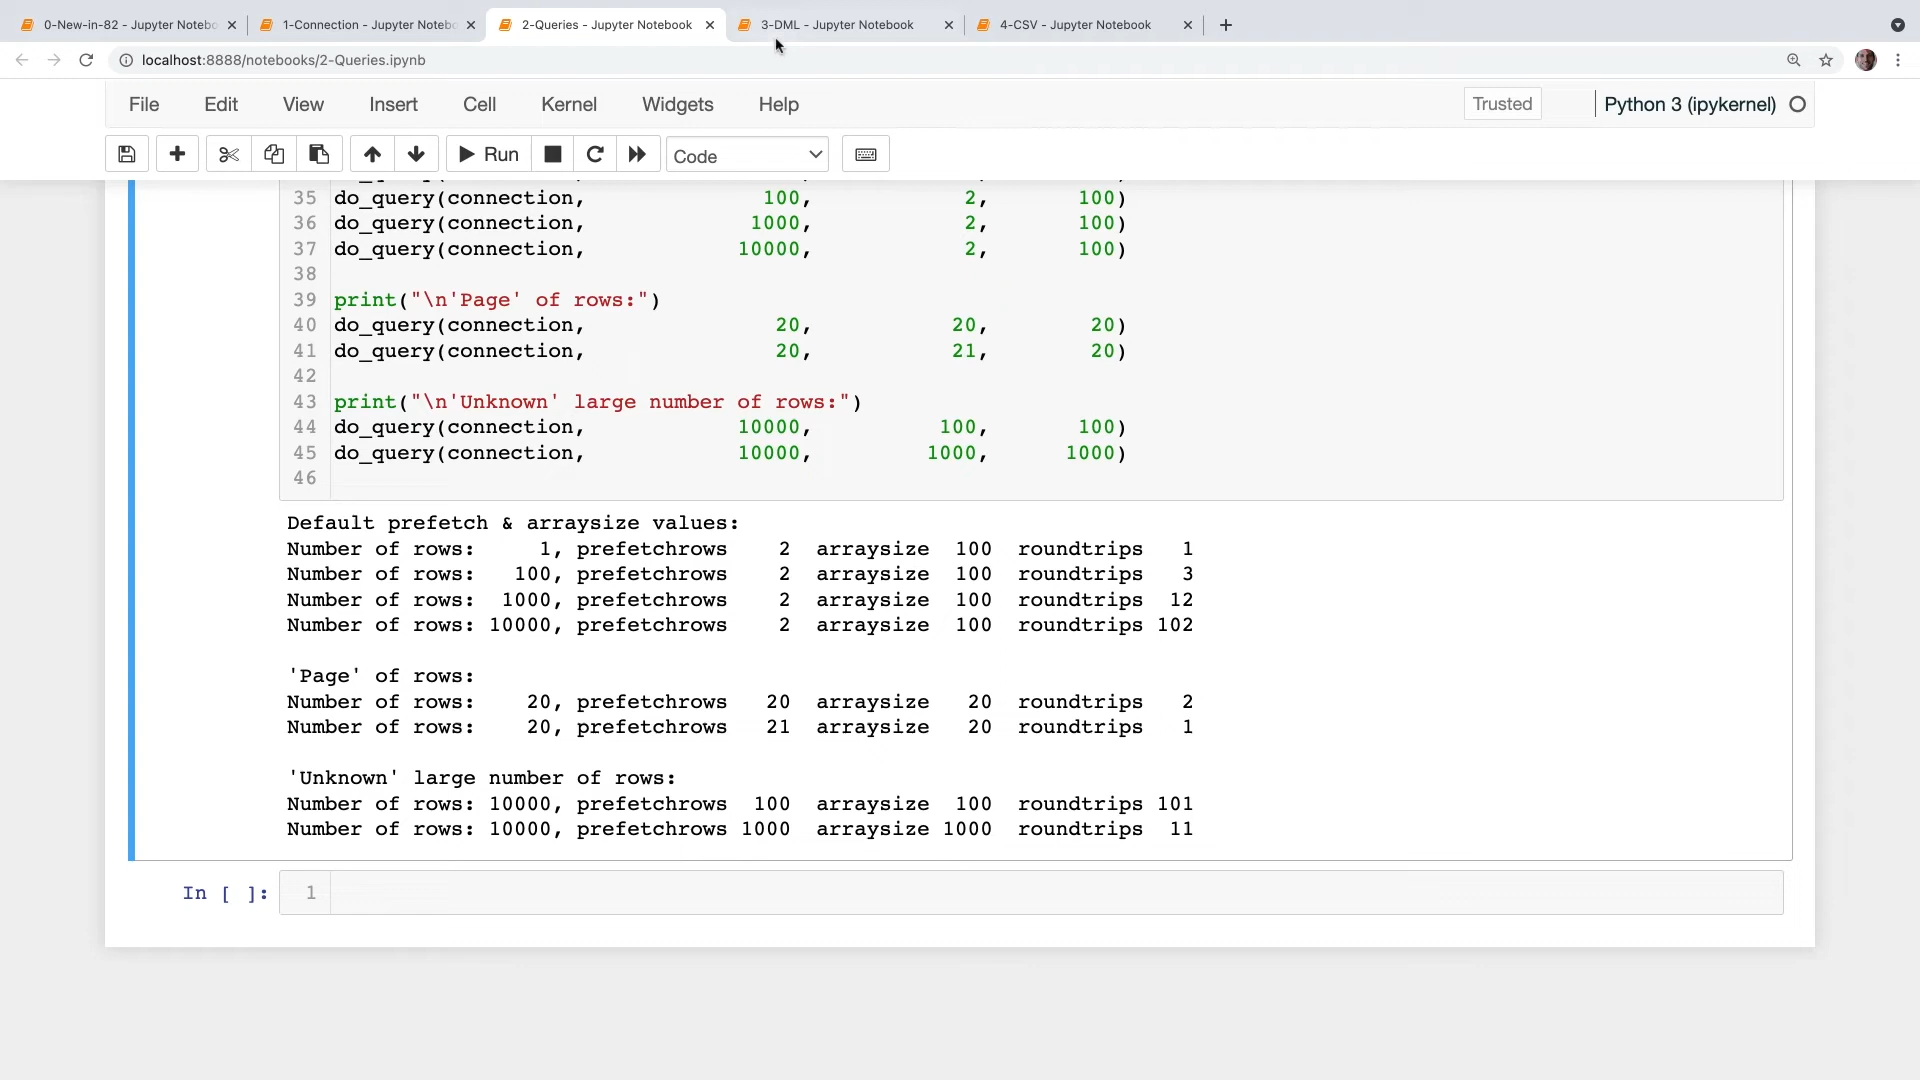 0-New-in-82 - Jupyter Notebo
1-Connection - Jupyter Notebo
2-Queries - Jupyter Notebook
3-DML - Jupyter Notebook
4-CSV - Jupyter Notebook
localhost:8888/notebooks/2-Queries.ipynb
File Edit View Insert Cell Kernel Widgets Help Trusted Python 3 (ipykernel)
Run Code
35 do_query(connection, 100, 2, 100)
36 do_query(connection, 1000, 2, 100)
37 do_query(connection, 10000, 2, 100)
38
39 print("\n'Page' of rows:")
40 do_query(connection, 20, 20, 20)
41 do_query(connection, 20, 21, 20)
42
43 print("\n'Unknown' large number of rows:")
44 do_query(connection, 10000, 100, 100)
45 do_query(connection, 10000, 1000, 1000)
46
Default prefetch & arraysize values:
Number of rows: 1, prefetchrows 2 arraysize 100 roundtrips 1
Number of rows: 100, prefetchrows 2 arraysize 100 roundtrips 3
Number of rows: 1000, prefetchrows 2 arraysize 100 roundtrips 12
Number of rows: 10000, prefetchrows 2 arraysize 100 roundtrips 102
'Page' of rows:
Number of rows: 20, prefetchrows 20 arraysize 20 roundtrips 2
Number of rows: 20, prefetchrows 21 arraysize 20 roundtrips 1
'Unknown' large number of rows:
Number of rows: 10000, prefetchrows 100 arraysize 100 roundtrips 101
Number of rows: 10000, prefetchrows 1000 arraysize 1000 roundtrips 11
In [ ]: 1